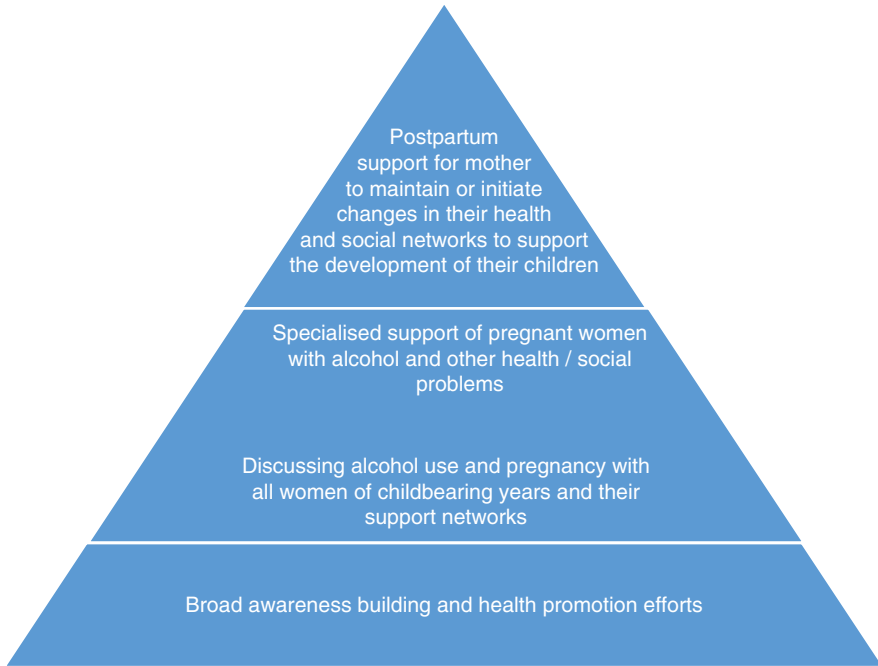 Postpartum
support for mother
to maintain or initiate
changes in their health
and social networks to support
the development of their children
Specialised support of pregnant women
with alcohol and other health / social
problems
Discussing alcohol use and pregnancy with
all women of childbearing years and their
support networks
Broad awareness building and health promotion efforts